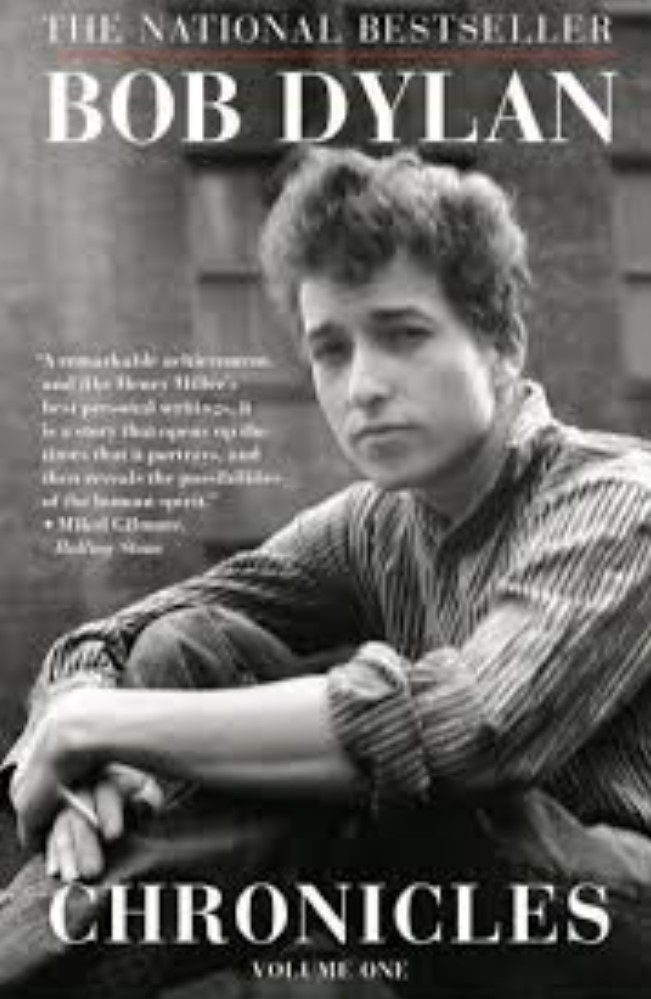 THE NATIONAL BESTSELLER
BOB DYLAN
"A remarkable achievement,
and like Henry Miller's
best personal writings, it
is a story that opens up the
times that it portrays, and
then reveals the possibilities
of the human spirit."
• Mikal Gilmore,
Rolling Stone
CHRONICLES
VOLUME ONE